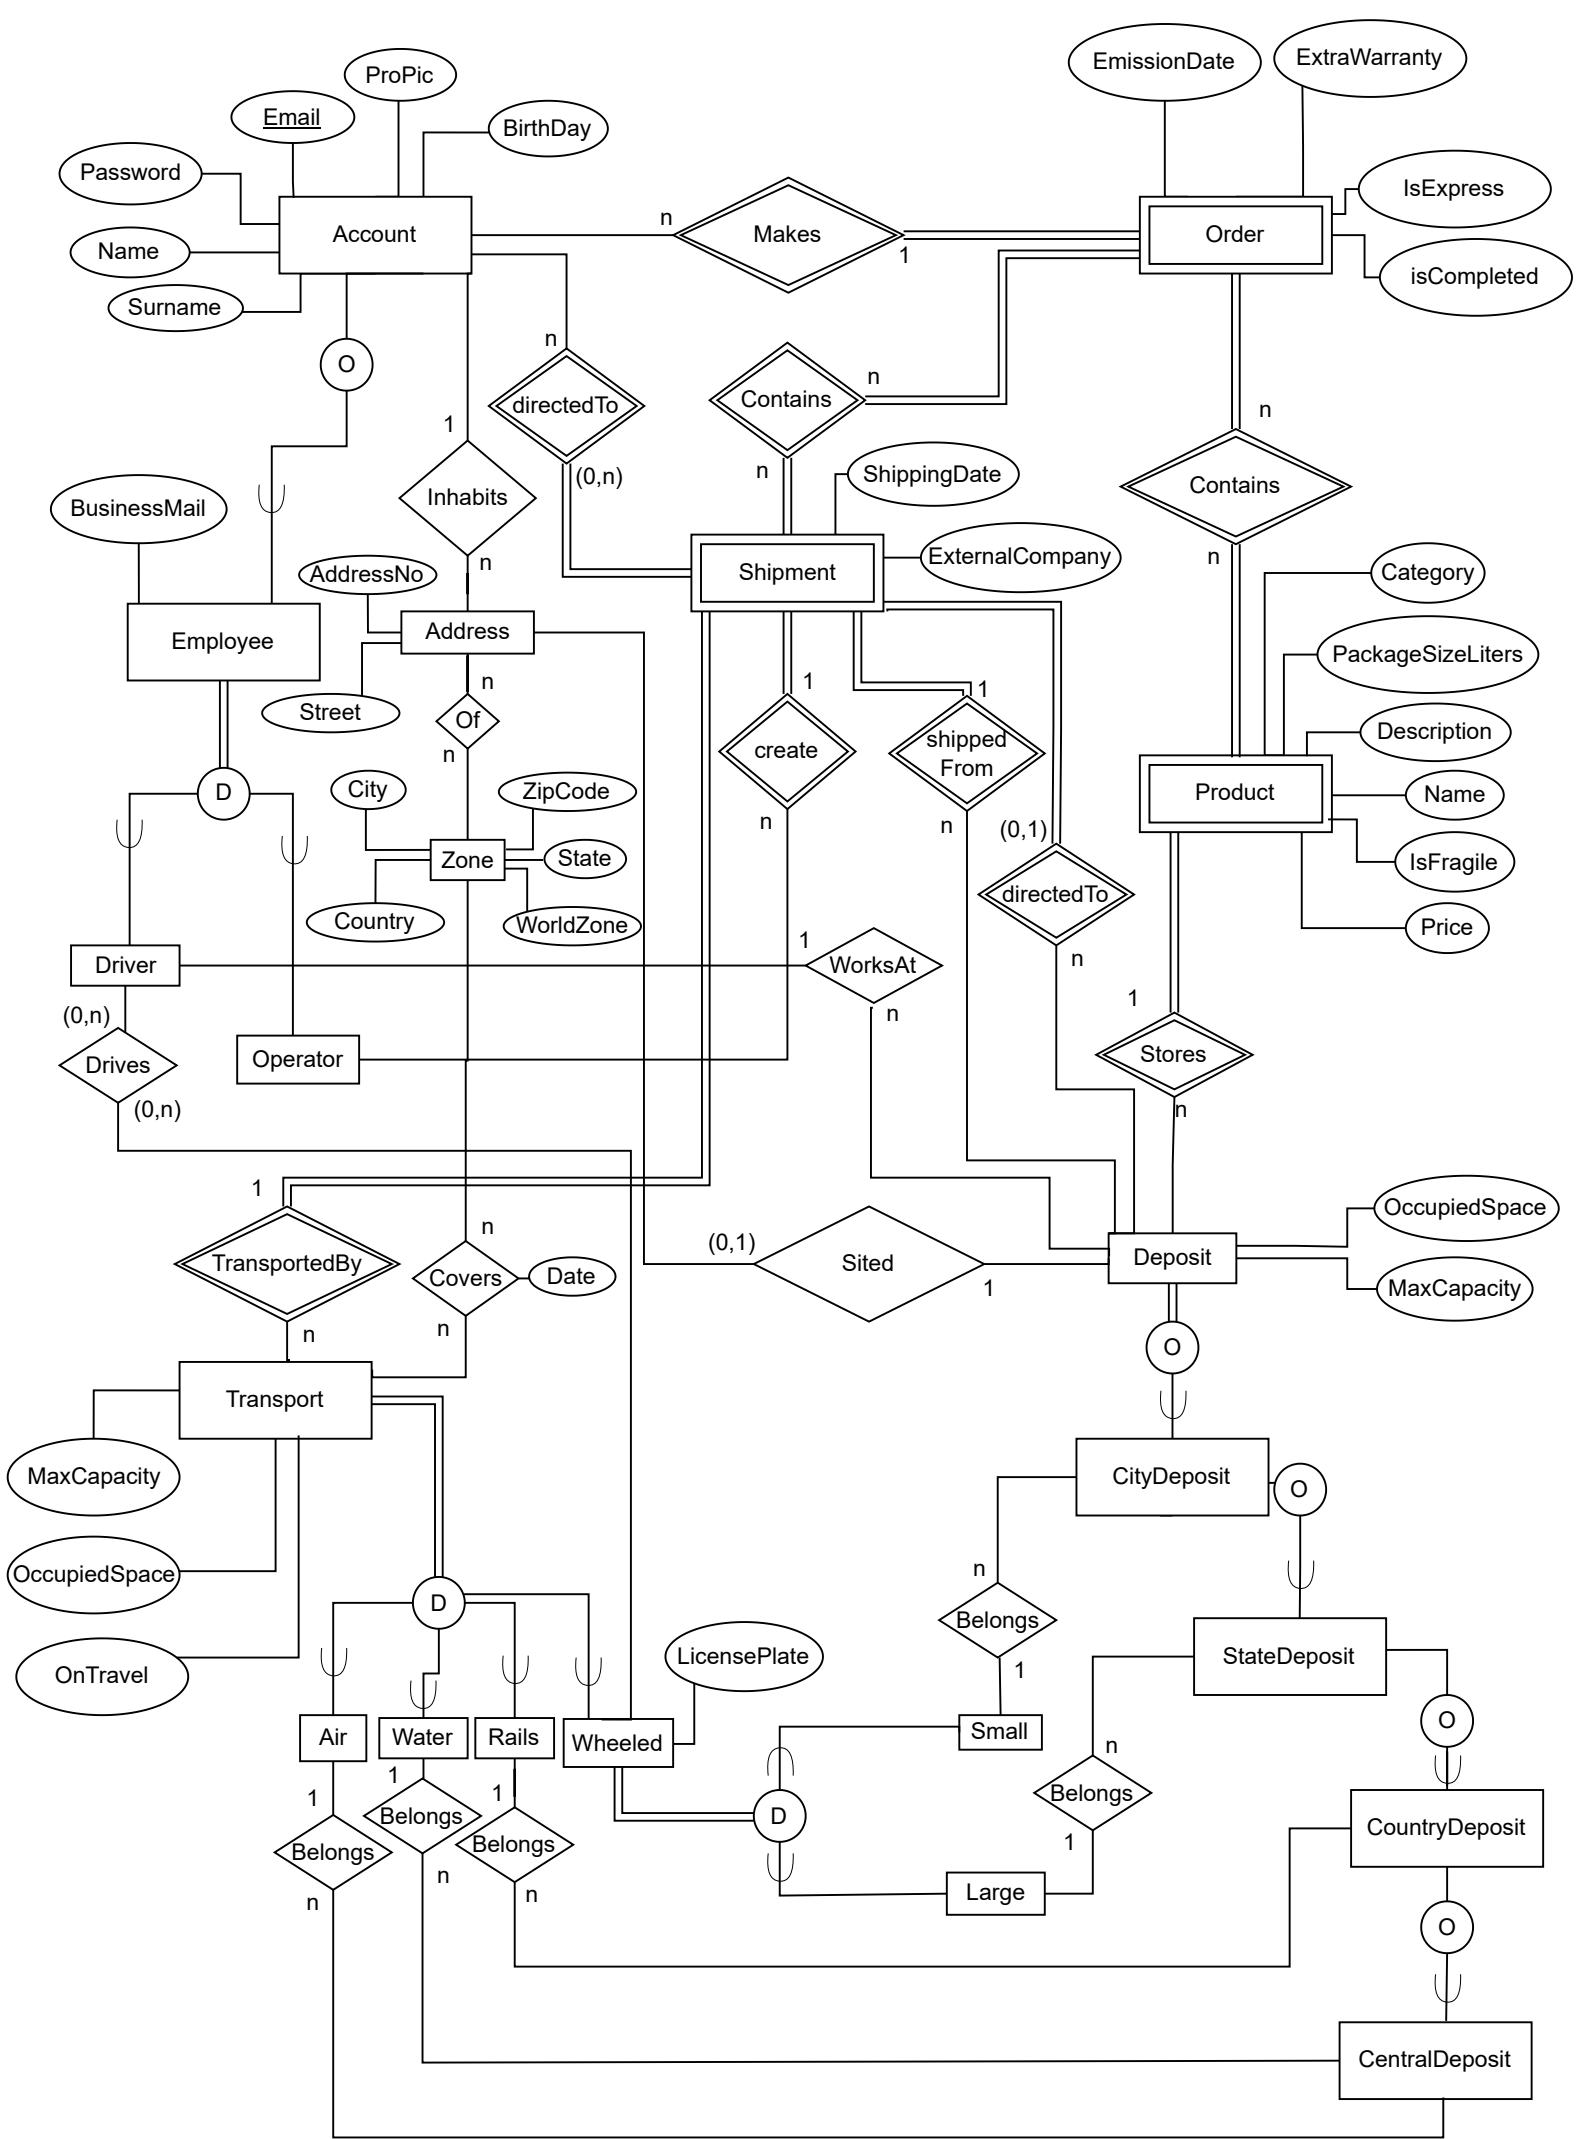 ProPic
EmissionDate
ExtraWarranty
Email
BirthDay
Password
IsExpress
Account
n
Makes
1
Order
Name
isCompleted
Surname
O
n
directedTo
(0,n)
Contains
n
n
n
1
Inhabits
n
ShippingDate
Contains
n
BusinessMail
AddressNo
Shipment
ExternalCompany
Category
Employee
Address
PackageSizeLiters
Street
n
Of
n
1
create
n
1
shipped
From
n
Description
D
City
ZipCode
Product
Name
Zone
State
(0,1)
directedTo
n
IsFragile
Country
WorldZone
Price
Driver
1
WorksAt
n
(0,n)
Drives
(0,n)
Operator
1
Stores
n
1
TransportedBy
n
n
Covers
n
Date
(0,1)
Sited
1
Deposit
OccupiedSpace
MaxCapacity
O
Transport
MaxCapacity
CityDeposit
O
OccupiedSpace
D
n
Belongs
1
OnTravel
LicensePlate
StateDeposit
Air
Water
Rails
Wheeled
Small
O
1
Belongs
n
1
Belongs
n
1
Belongs
n
D
n
Belongs
1
CountryDeposit
Large
O
CentralDeposit